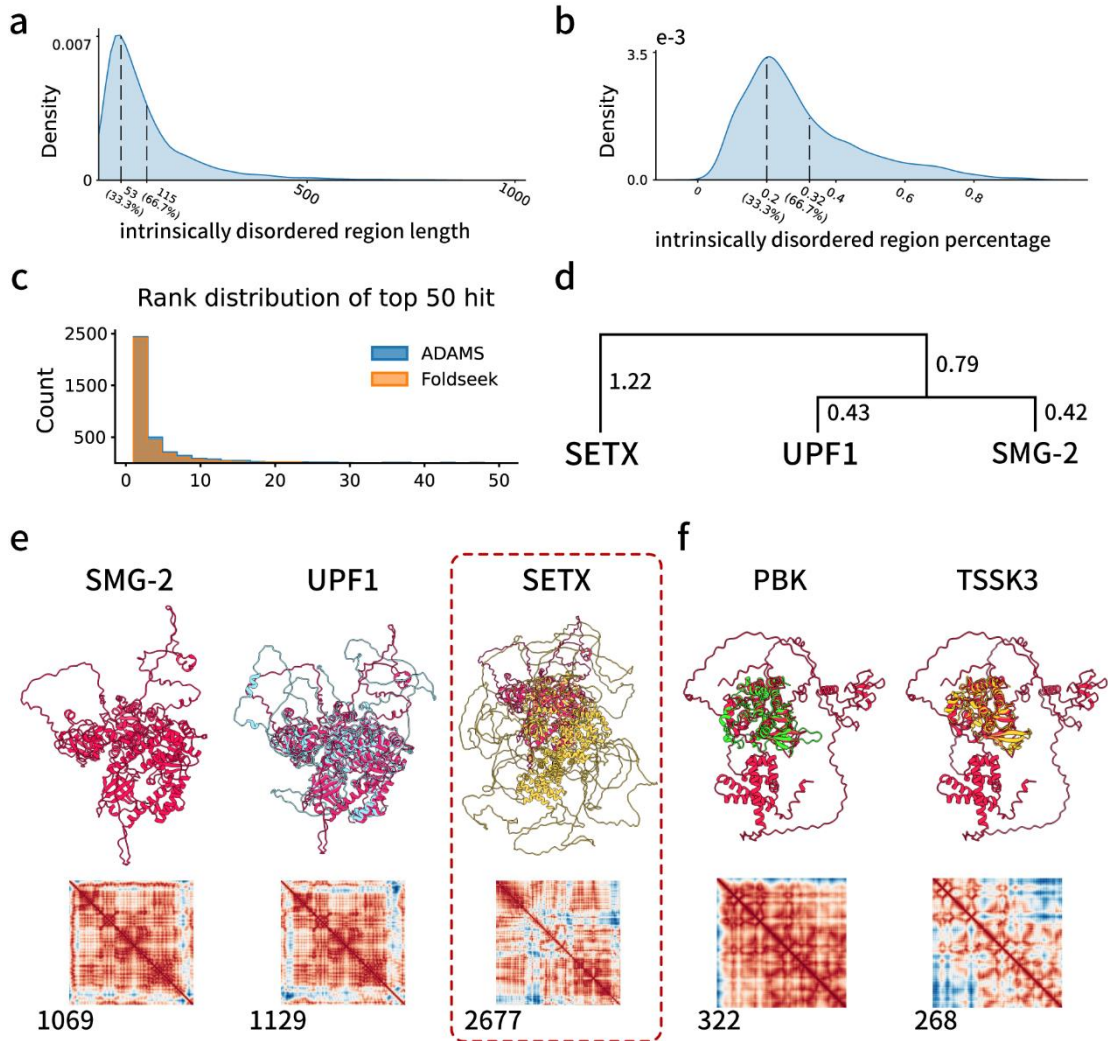 a
0.007
Density
0
53
(33.3%)
115
(66.7%)
500
1000
intrinsically disordered region length
b
e-3
3.5
Density
0.0
0
0.2
(33.3%)
0.32
(66.7%)
0.4
0.6
0.8
intrinsically disordered region percentage
c
Rank distribution of top 50 hit
2500
1500
500
Count
ADAMS
Foldseek
0 10 20 30 40 50
d
1.22
0.79
0.43
0.42
SETX UPF1 SMG-2
e
SMG-2 UPF1 SETX
1069 1129 2677
f
PBK TSSK3
322 268